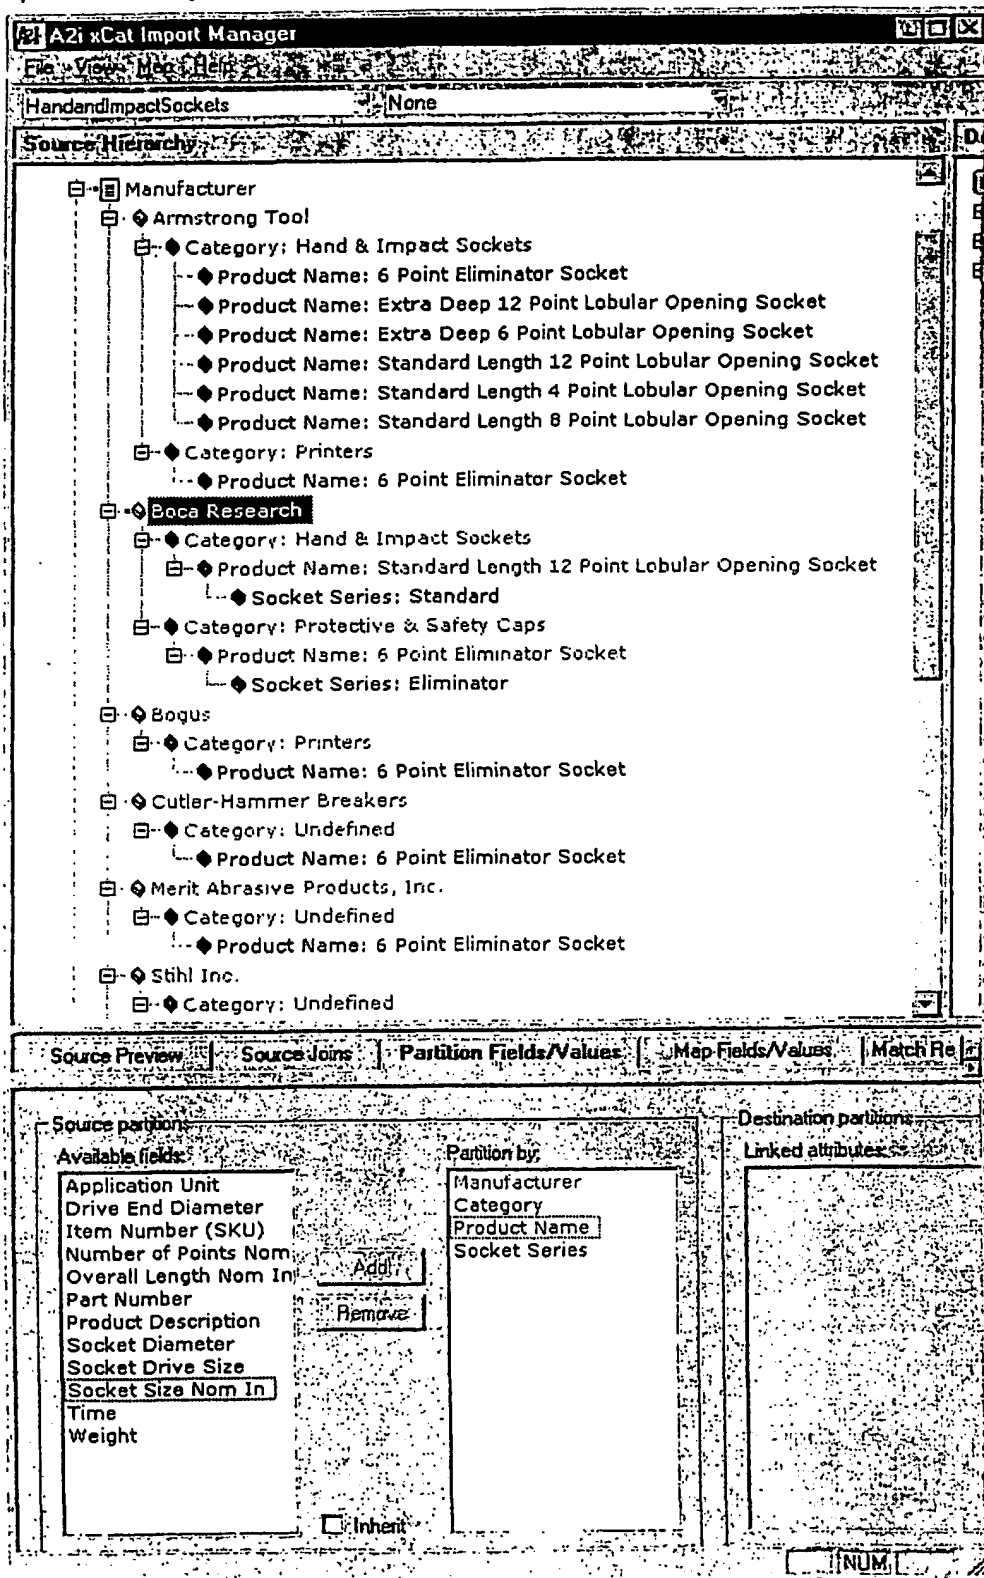 A2i xCat Import Manager
File View Map Help
HandandImpactSockets None
Source Hierarchy
Manufacturer
Armstrong Tool
Category: Hand & Impact Sockets
Product Name: 6 Point Eliminator Socket
Product Name: Extra Deep 12 Point Lobular Opening Socket
Product Name: Extra Deep 6 Point Lobular Opening Socket
Product Name: Standard Length 12 Point Lobular Opening Socket
Product Name: Standard Length 4 Point Lobular Opening Socket
Product Name: Standard Length 8 Point Lobular Opening Socket
Category: Printers
Product Name: 6 Point Eliminator Socket
Boca Research
Category: Hand & Impact Sockets
Product Name: Standard Length 12 Point Lobular Opening Socket
Socket Series: Standard
Category: Protective & Safety Caps
Product Name: 6 Point Eliminator Socket
Socket Series: Eliminator
Bogus
Category: Printers
Product Name: 6 Point Eliminator Socket
Cutler-Hammer Breakers
Category: Undefined
Product Name: 6 Point Eliminator Socket
Merit Abrasive Products, Inc.
Category: Undefined
Product Name: 6 Point Eliminator Socket
Stihl Inc.
Category: Undefined
Source Preview Source Joins Partition Fields/Values Map Fields/Values Match Re
Source partitions
Available fields:
Application Unit
Drive End Diameter
Item Number (SKU)
Number of Points Nom
Overall Length Nom In
Part Number
Product Description
Socket Diameter
Socket Drive Size
Socket Size Nom In
Time
Weight
Add
Remove
Inherit
Partition by:
Manufacturer
Category
Product Name
Socket Series
Destination partitions
Linked attributes:
NUM